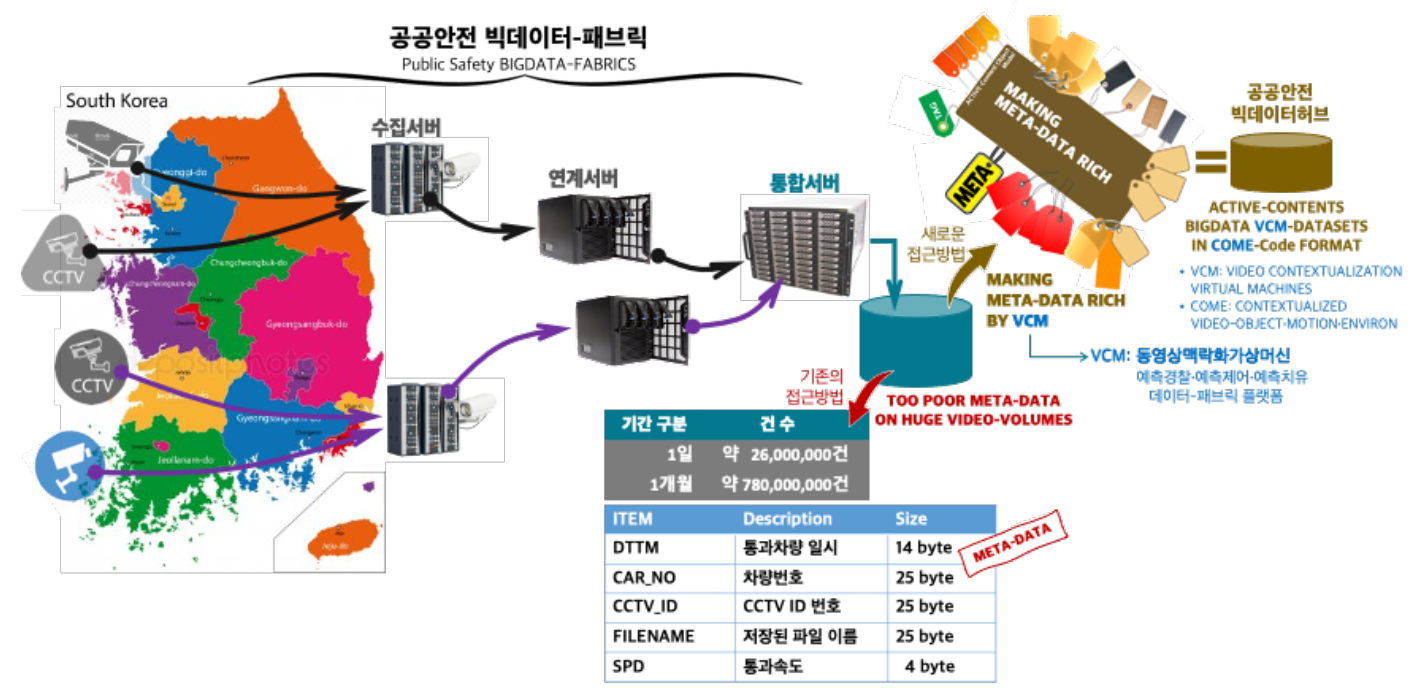 공공안전 빅데이터-패브릭
Public Safety BIGDATA-FABRICS
South Korea
CCTV
CCTV
Gangwon-do
Chungcheongbuk-do
Chungcheongnam-do
Gyeongsangbuk-do
Jeollanam-do
Jeju-do
수집서버
연계서버
통합서버
새로운
접근방법
MAKING
META-DATA RICH
BY VCM
VCM: 동영상맥락화가상머신
예측경찰·예측제어·예측치유
데이터-패브릭 플랫폼
기존의
접근방법
TOO POOR META-DATA
ON HUGE VIDEO-VOLUMES
ACTIVE-Content Object
Model
MAKING
META-DATA RICH
TAG
META
공공안전
빅데이터허브
ACTIVE-CONTENTS
BIGDATA VCM-DATASETS
IN COME-Code FORMAT
• VCM: VIDEO CONTEXTUALIZATION
VIRTUAL MACHINES
• COME: CONTEXTUALIZED
VIDEO-OBJECT-MOTION·ENVIRON
기간 구분 건 수
1일 약 26,000,000건
1개월 약 780,000,000건
ITEM Description Size
DTTM 통과차량 일시 14 byte
CAR_NO 차량번호 25 byte
CCTV_ID CCTV ID 번호 25 byte
FILENAME 저장된 파일 이름 25 byte
SPD 통과속도 4 byte
META-DATA